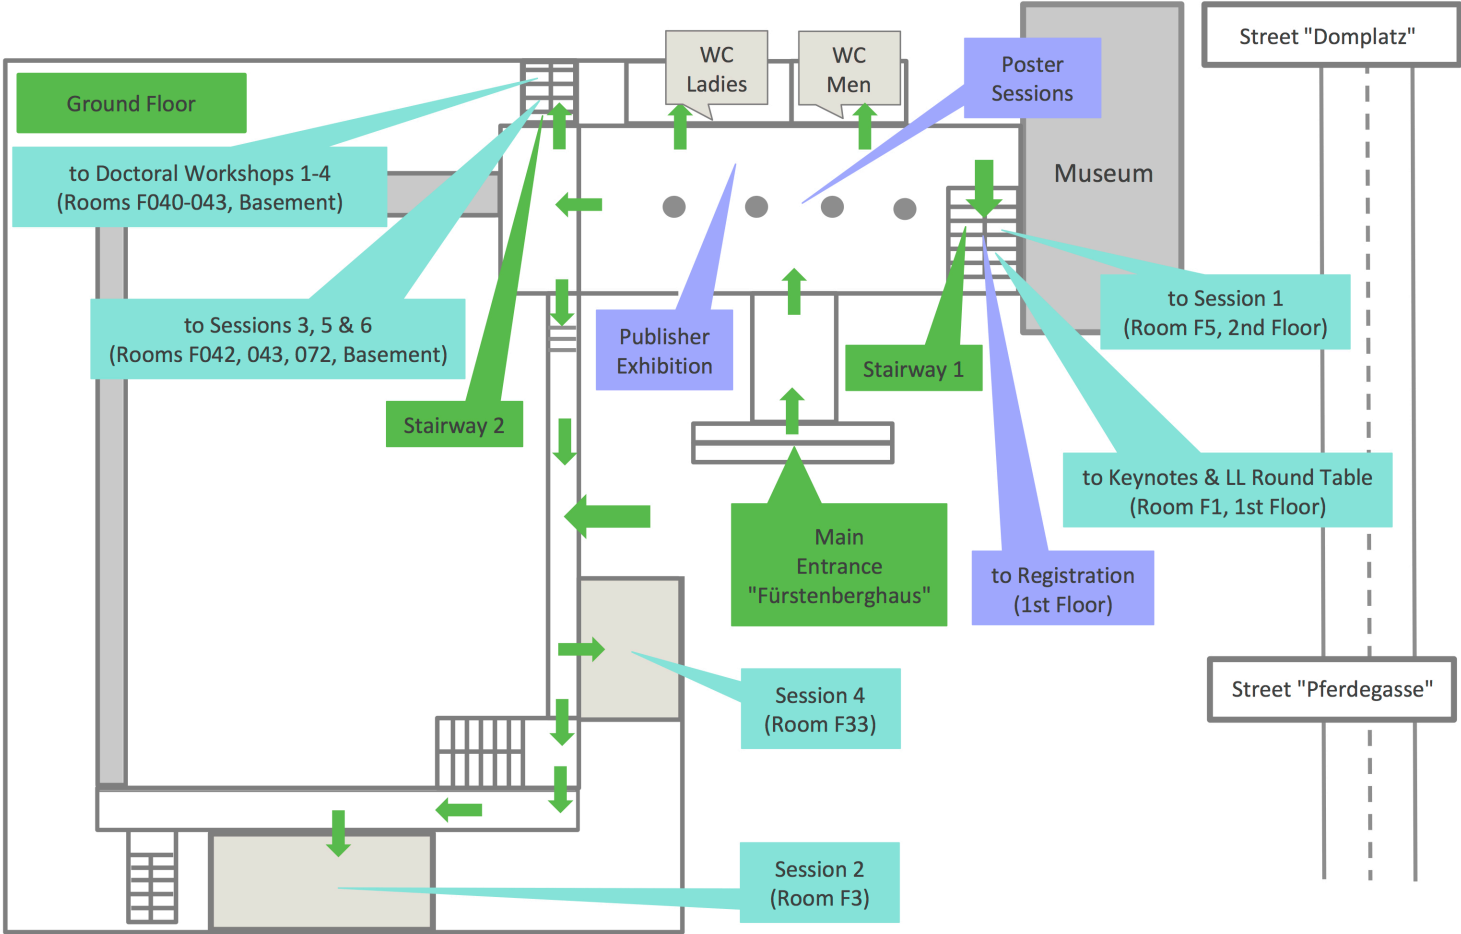 Ground Floor
WC
Ladies
WC
Men
Poster
Sessions
Street "Domplatz"
to Doctoral Workshops 1-4
(Rooms F040-043, Basement)
Museum
to Sessions 3, 5 & 6
(Rooms F042, 043, 072, Basement)
Publisher
Exhibition
Stairway 1
to Session 1
(Room F5, 2nd Floor)
Stairway 2
to Keynotes & LL Round Table
(Room F1, 1st Floor)
Main
Entrance
"Fürstenberghaus"
to Registration
(1st Floor)
Session 4
(Room F33)
Street "Pferdegasse"
Session 2
(Room F3)